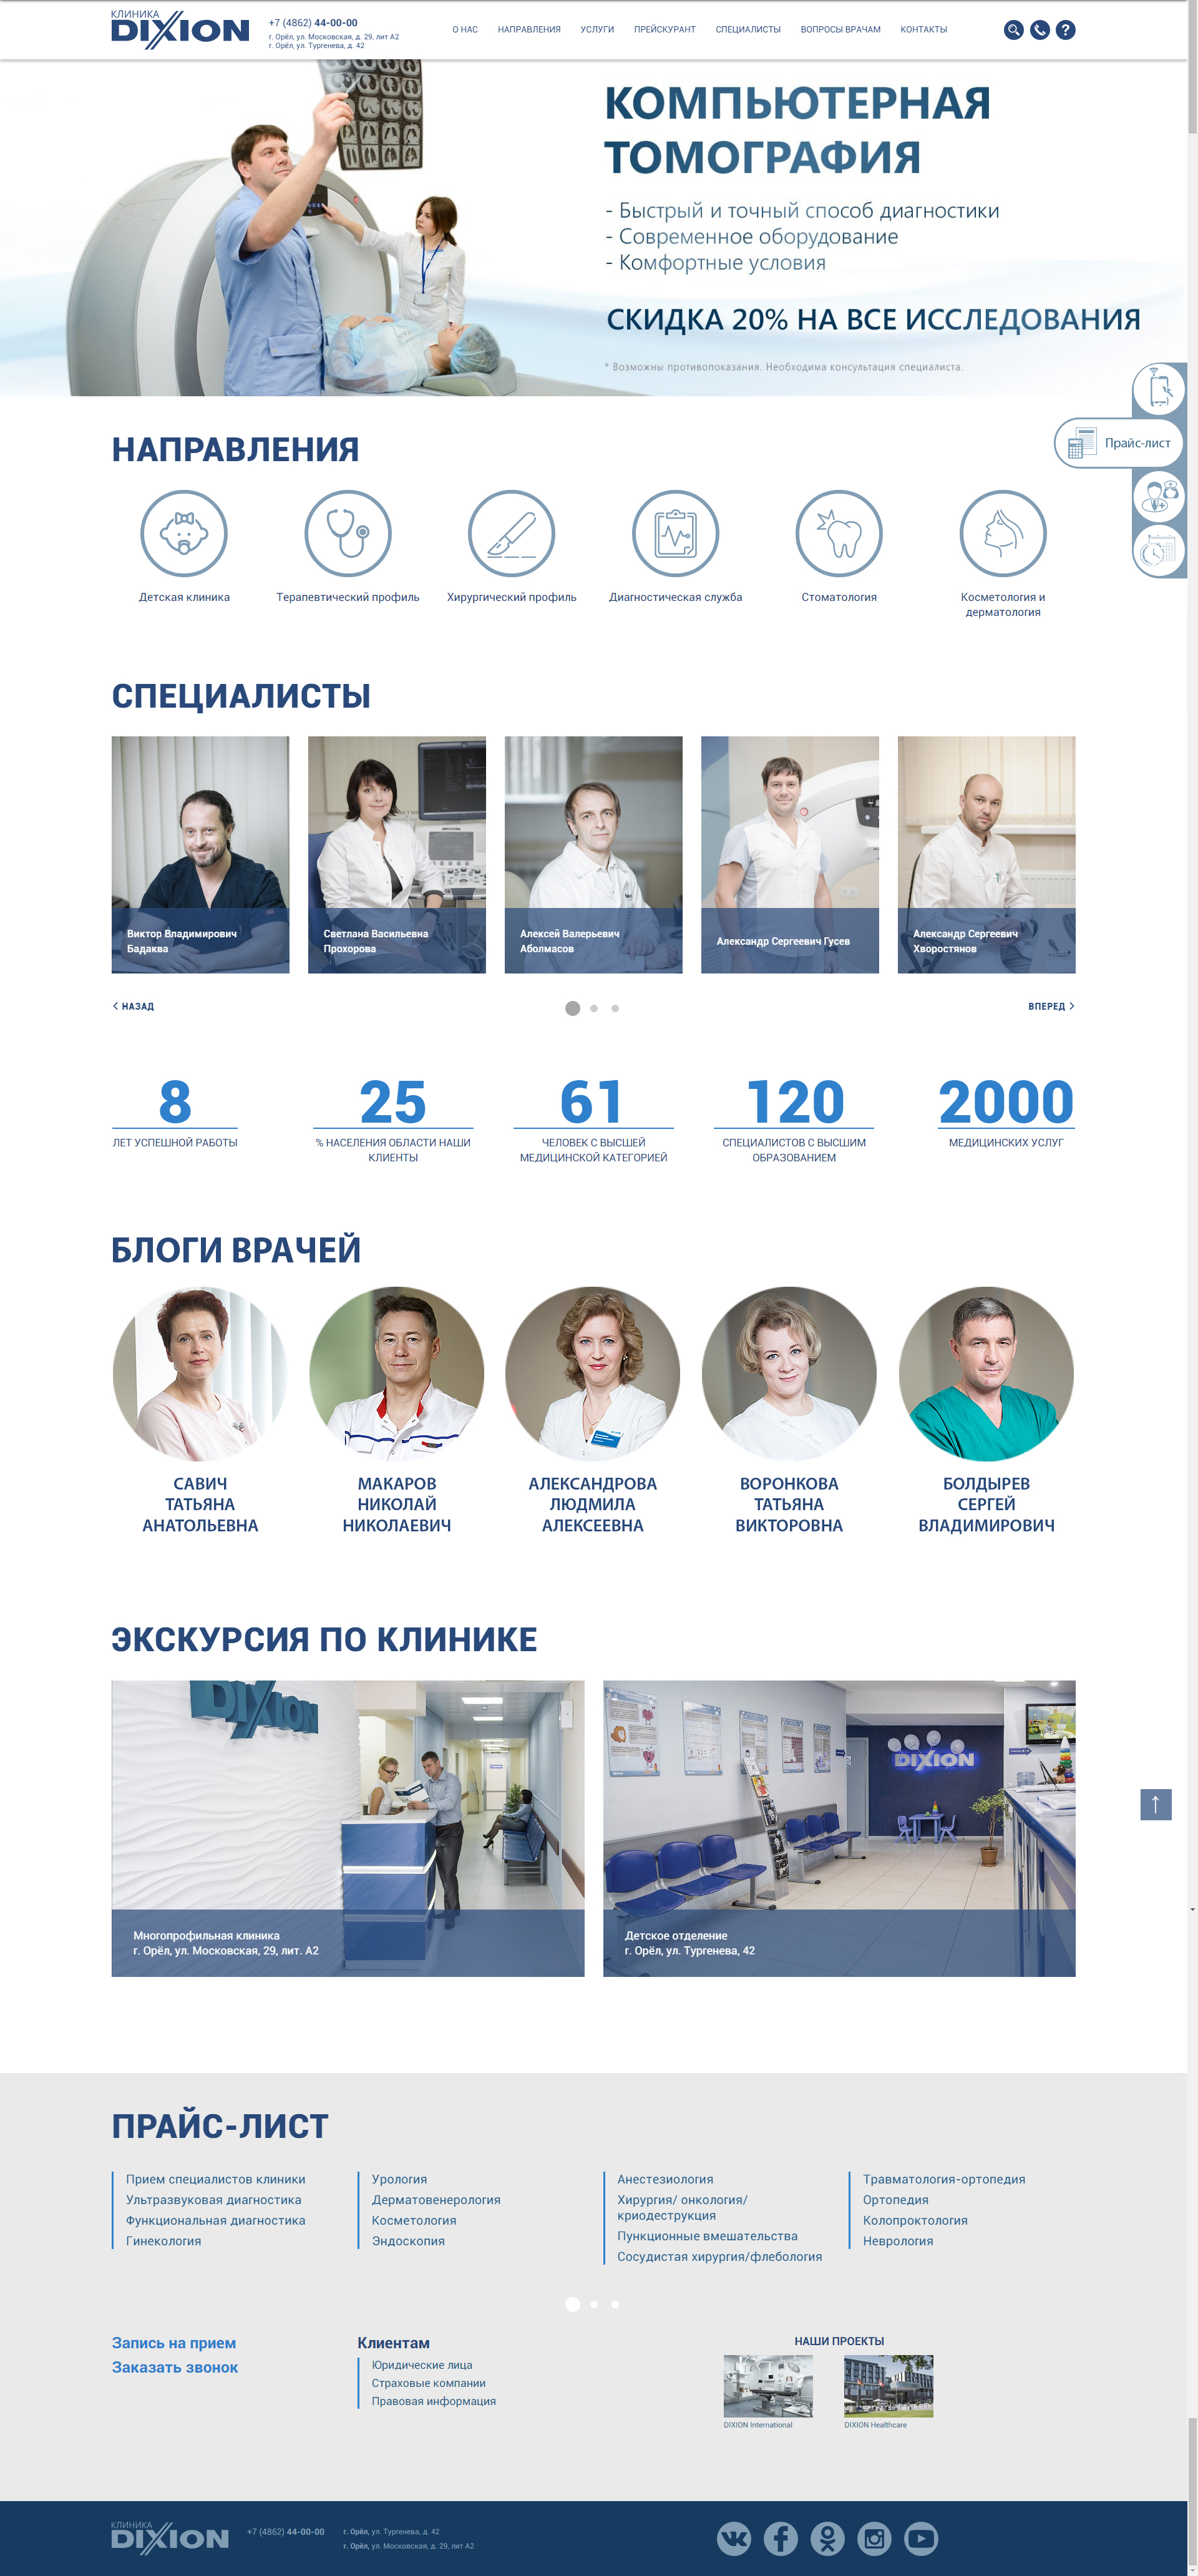 КЛИНИКА
DIXION
+7 (4862) 44-00-00
г. Орёл, ул. Московская, д. 29, лит А2
г. Орёл, ул. Тургенева, д. 42
О НАС
НАПРАВЛЕНИЯ
УСЛУГИ
ПРЕЙСКУРАНТ
СПЕЦИАЛИСТЫ
ВОПРОСЫ ВРАЧАМ
КОНТАКТЫ
?
КОМПЬЮТЕРНАЯ
ТОМОГРАФИЯ
- Быстрый и точный способ диагностики
- Современное оборудование
- Комфортные условия
СКИДКА 20% НА ВСЕ ИССЛЕДОВАНИЯ
* Возможны противопоказания. Необходима консультация специалиста.
Прайс-лист
НАПРАВЛЕНИЯ
Детская клиника
Терапевтический профиль
Хирургический профиль
Диагностическая служба
Стоматология
Косметология и
дерматология
СПЕЦИАЛИСТЫ
Виктор Владимирович
Бадаква
Светлана Васильевна
Прохорова
Алексей Валерьевич
Аболмасов
Александр Сергеевич Гусев
Александр Сергеевич
Хворостянов
НАЗАД
ВПЕРЕД
8
ЛЕТ УСПЕШНОЙ РАБОТЫ
25
% НАСЕЛЕНИЯ ОБЛАСТИ НАШИ
КЛИЕНТЫ
61
ЧЕЛОВЕК С ВЫСШЕЙ
МЕДИЦИНСКОЙ КАТЕГОРИЕЙ
120
СПЕЦИАЛИСТОВ С ВЫСШИМ
ОБРАЗОВАНИЕМ
2000
МЕДИЦИНСКИХ УСЛУГ
БЛОГИ ВРАЧЕЙ
САВИЧ
ТАТЬЯНА
АНАТОЛЬЕВНА
МАКАРОВ
НИКОЛАЙ
НИКОЛАЕВИЧ
АЛЕКСАНДРОВА
ЛЮДМИЛА
АЛЕКСЕЕВНА
ВОРОНКОВА
ТАТЬЯНА
ВИКТОРОВНА
БОЛДЫРЕВ
СЕРГЕЙ
ВЛАДИМИРОВИЧ
ЭКСКУРСИЯ ПО КЛИНИКЕ
DIXION
Многопрофильная клиника
г. Орёл, ул. Московская, 29, лит. А2
DIXION
Детское отделение
г. Орёл, ул. Тургенева, 42
ПРАЙС-ЛИСТ
Прием специалистов клиники
Ультразвуковая диагностика
Функциональная диагностика
Гинекология
Урология
Дерматовенерология
Косметология
Эндоскопия
Анестезиология
Хирургия/ онкология/
криодеструкция
Пункционные вмешательства
Сосудистая хирургия/флебология
Травматология-ортопедия
Ортопедия
Колопроктология
Неврология
Запись на прием
Заказать звонок
Клиентам
Юридические лица
Страховые компании
Правовая информация
НАШИ ПРОЕКТЫ
DIXION International
DIXION Healthcare
КЛИНИКА
DIXION
+7 (4862) 44-00-00
г. Орёл, ул. Тургенева, д. 42
г. Орёл, ул. Московская, д. 29, лит А2